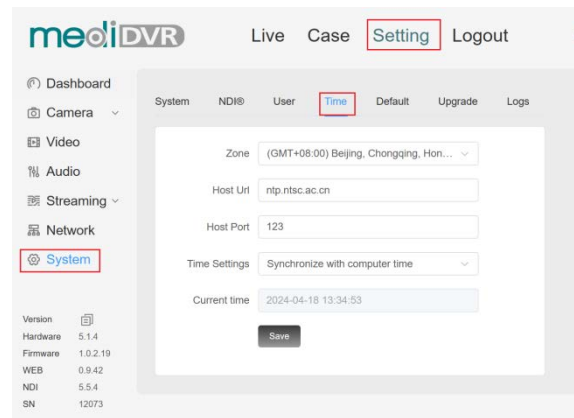 mediDVR
Live Case Setting Logout
Dashboard
Camera
Video
Audio
Streaming
Network
System
Version
Hardware 5.1.4
Firmware 1.0.2.19
WEB 0.9.42
NDI 5.5.4
SN 12073
System NDI® User Time Default Upgrade Logs
Zone (GMT+08:00) Beijing, Chongqing, Hon...
Host Url ntp.ntsc.ac.cn
Host Port 123
Time Settings Synchronize with computer time
Current time 2024-04-18 13:34:53
Save